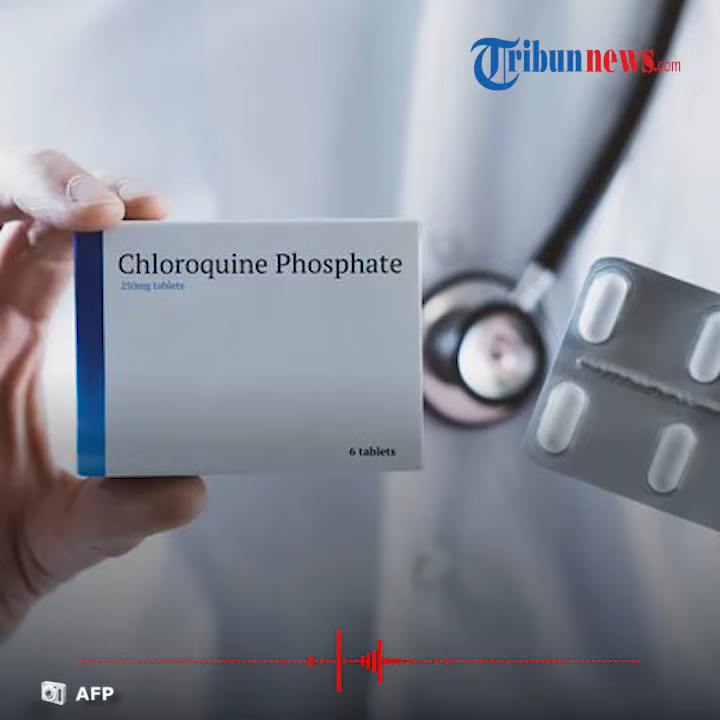 Tribunnews.com
Chloroquine Phosphate
250mg tablets
6 tablets
AFP